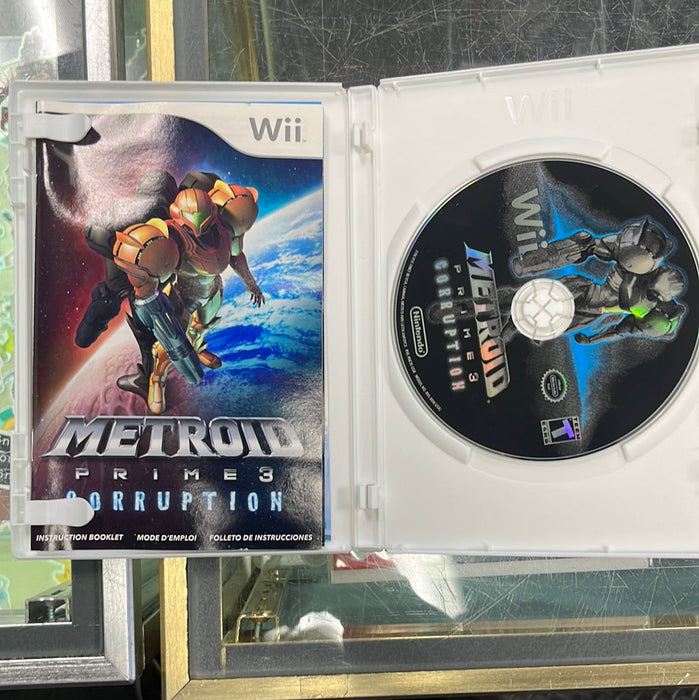 Wii
METROID
PRIME 3
CORRUPTION
INSTRUCTION BOOKLET MODE D'EMPLOI FOLLETO DE INSTRUCCIONES
Wii
Wii
METROID
PRIME 3
CORRUPTION
Nintendo
TEEN
T